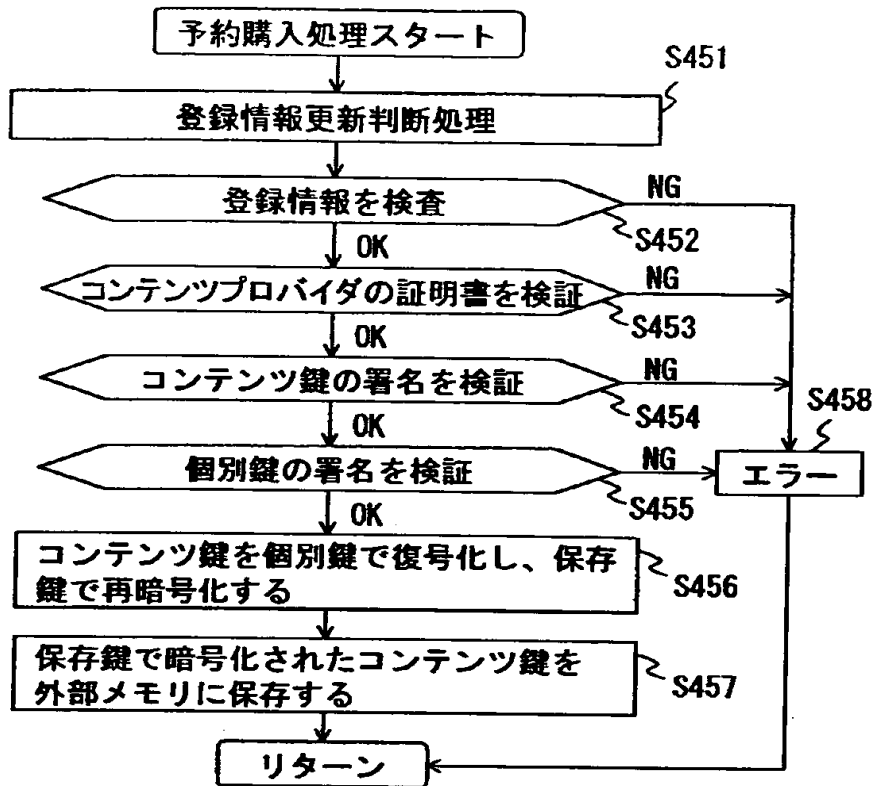 予約購入処理スタート
S451
登録情報更新判断処理
登録情報を検査
NG
S452
OK
コンテンツプロバイダの証明書を検証
NG
S453
OK
コンテンツ鍵の署名を検証
NG
S454
OK
S458
個別鍵の署名を検証
NG
エラー
S455
OK
コンテンツ鍵を個別鍵で復号化し、保存
鍵で再暗号化する
S456
保存鍵で暗号化されたコンテンツ鍵を
外部メモリに保存する
S457
リターン